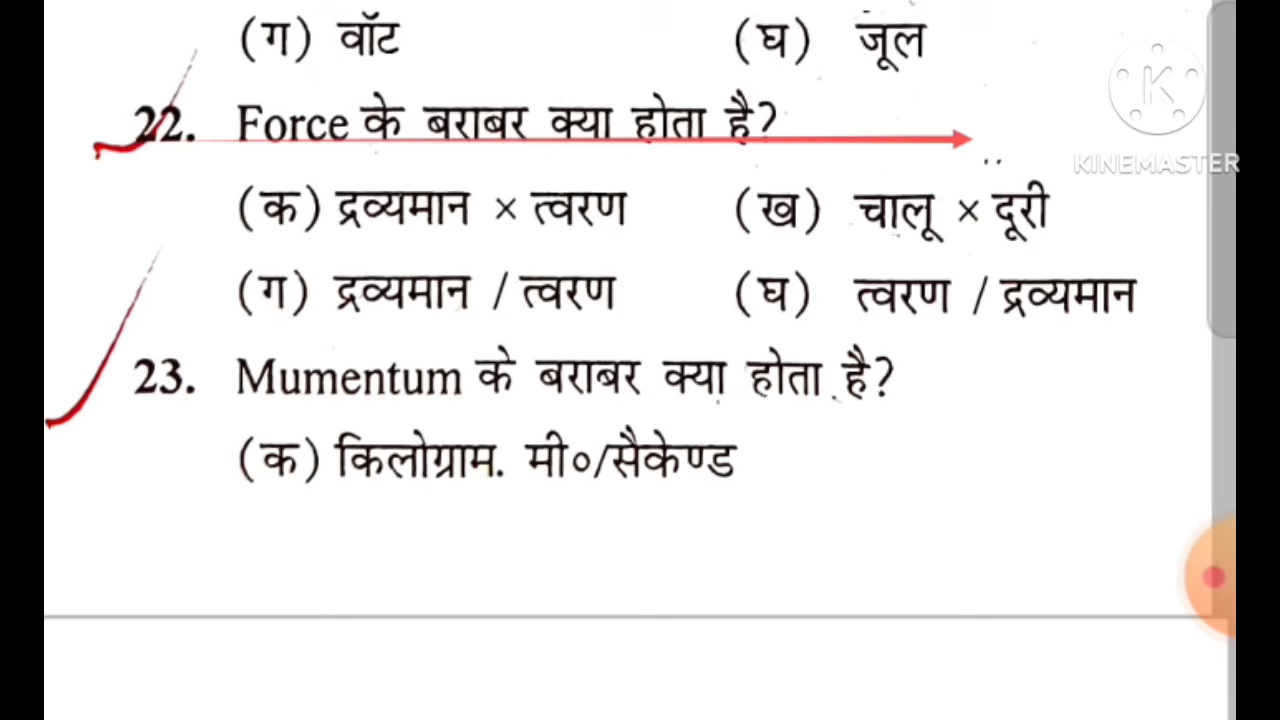 (ग) वॉट (घ) जूल
22. Force के बराबर क्या होता है?
KINEMASTER
(क) द्रव्यमान × त्वरण (ख) चालू × दूरी
(ग) द्रव्यमान / त्वरण (घ) त्वरण / द्रव्यमान
23. Mumentum के बराबर क्या होता है?
(क) किलोग्राम. मी०/सैकेण्ड